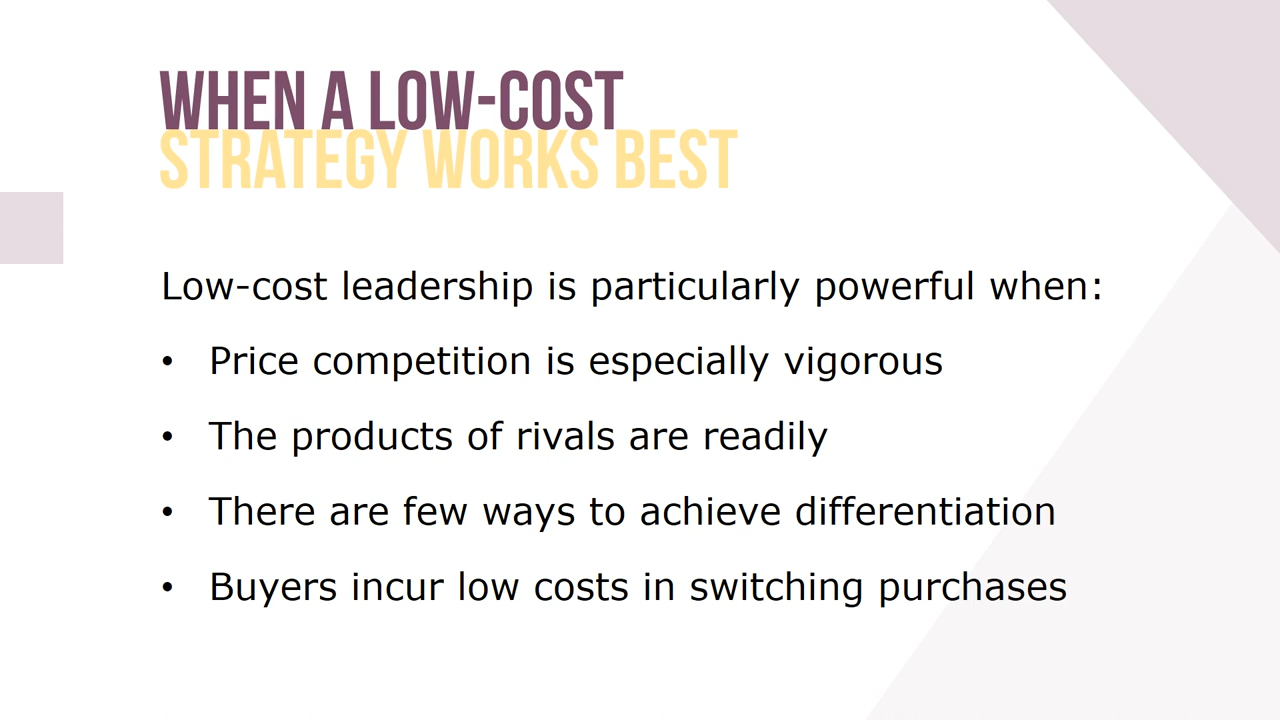 WHEN A LOW-COST
STRATEGY WORKS BEST
Low-cost leadership is particularly powerful when:
• Price competition is especially vigorous
• The products of rivals are readily
• There are few ways to achieve differentiation
• Buyers incur low costs in switching purchases